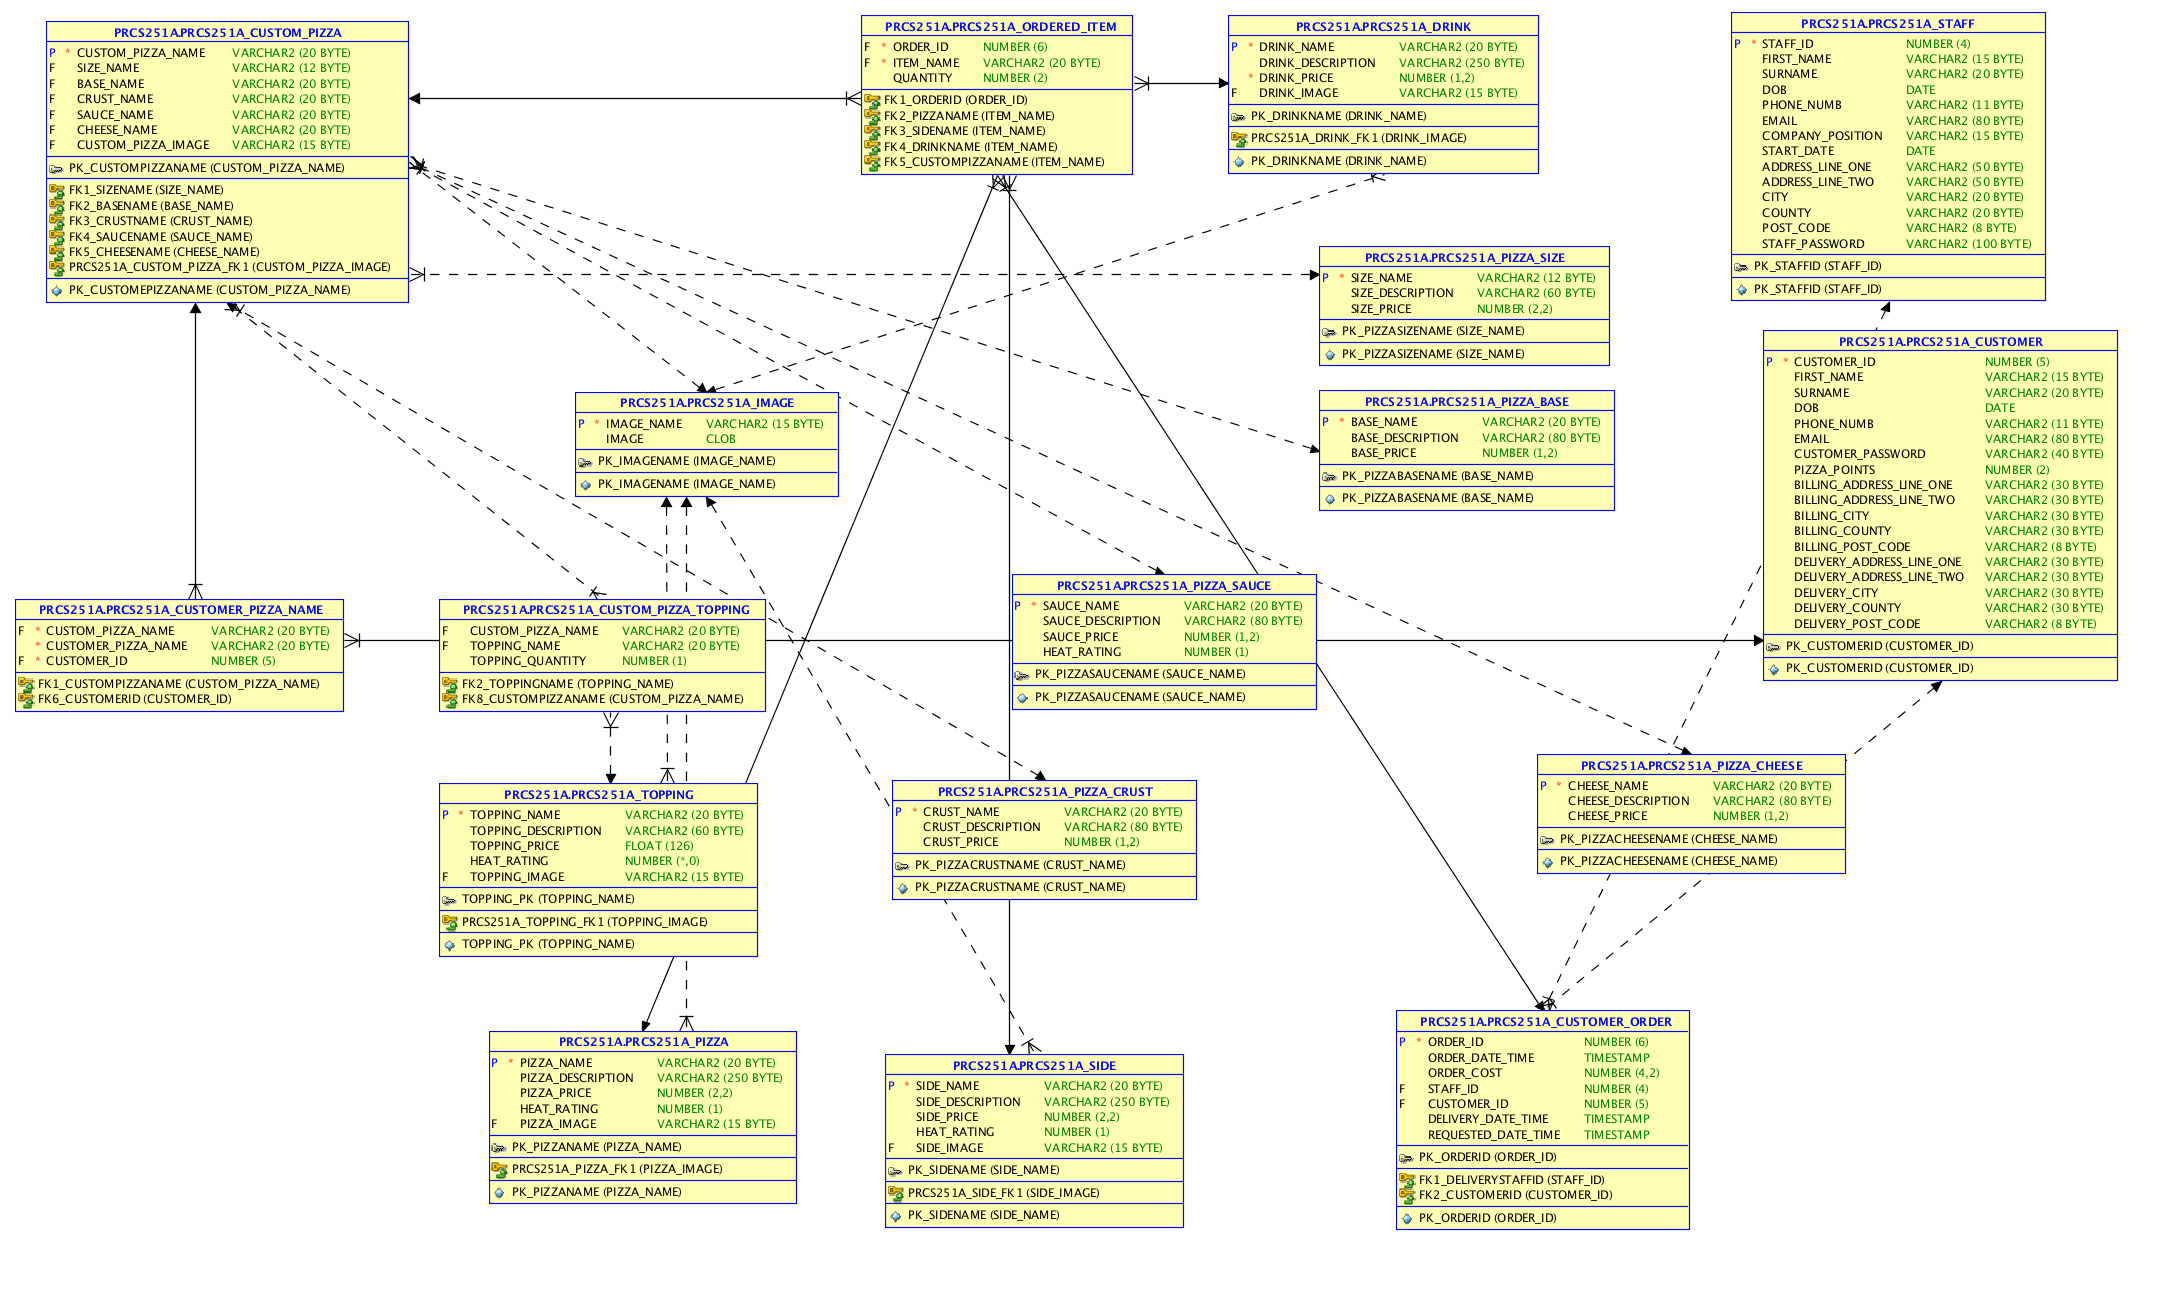 PRCS251A.PRCS251A_CUSTOM_PIZZA
P * CUSTOM_PIZZA_NAME VARCHAR2 (20 BYTE)
F SIZE_NAME VARCHAR2 (12 BYTE)
F BASE_NAME VARCHAR2 (20 BYTE)
F CRUST_NAME VARCHAR2 (20 BYTE)
F SAUCE_NAME VARCHAR2 (20 BYTE)
F CHEESE_NAME VARCHAR2 (20 BYTE)
F CUSTOM_PIZZA_IMAGE VARCHAR2 (15 BYTE)
PK_CUSTOMPIZZANAME (CUSTOM_PIZZA_NAME)
FK1_SIZENAME (SIZE_NAME)
FK2_BASENAME (BASE_NAME)
FK3_CRUSTNAME (CRUST_NAME)
FK4_SAUCENAME (SAUCE_NAME)
FK5_CHEESENAME (CHEESE_NAME)
PRCS251A_CUSTOM_PIZZA_FK1 (CUSTOM_PIZZA_IMAGE)
PK_CUSTOMEPIZZANAME (CUSTOM_PIZZA_NAME)
PRCS251A.PRCS251A_ORDERED_ITEM
F * ORDER_ID NUMBER (6)
F * ITEM_NAME VARCHAR2 (20 BYTE)
QUANTITY NUMBER (2)
FK1_ORDERID (ORDER_ID)
FK2_PIZZANAME (ITEM_NAME)
FK3_SIDENAME (ITEM_NAME)
FK4_DRINKNAME (ITEM_NAME)
FK5_CUSTOMPIZZANAME (ITEM_NAME)
PRCS251A.PRCS251A_DRINK
P * DRINK_NAME VARCHAR2 (20 BYTE)
DRINK_DESCRIPTION VARCHAR2 (250 BYTE)
* DRINK_PRICE NUMBER (1,2)
F DRINK_IMAGE VARCHAR2 (15 BYTE)
PK_DRINKNAME (DRINK_NAME)
PRCS251A_DRINK_FK1 (DRINK_IMAGE)
PK_DRINKNAME (DRINK_NAME)
PRCS251A.PRCS251A_STAFF
P * STAFF_ID NUMBER (4)
FIRST_NAME VARCHAR2 (15 BYTE)
SURNAME VARCHAR2 (20 BYTE)
DOB DATE
PHONE_NUMB VARCHAR2 (11 BYTE)
EMAIL VARCHAR2 (80 BYTE)
COMPANY_POSITION VARCHAR2 (15 BYTE)
START_DATE DATE
ADDRESS_LINE_ONE VARCHAR2 (50 BYTE)
ADDRESS_LINE_TWO VARCHAR2 (50 BYTE)
CITY VARCHAR2 (20 BYTE)
COUNTY VARCHAR2 (20 BYTE)
POST_CODE VARCHAR2 (8 BYTE)
STAFF_PASSWORD VARCHAR2 (100 BYTE)
PK_STAFFID (STAFF_ID)
PK_STAFFID (STAFF_ID)
PRCS251A.PRCS251A_PIZZA_SIZE
P * SIZE_NAME VARCHAR2 (12 BYTE)
SIZE_DESCRIPTION VARCHAR2 (60 BYTE)
SIZE_PRICE NUMBER (2,2)
PK_PIZZASIZENAME (SIZE_NAME)
PK_PIZZASIZENAME (SIZE_NAME)
PRCS251A.PRCS251A_CUSTOMER
P * CUSTOMER_ID NUMBER (5)
FIRST_NAME VARCHAR2 (15 BYTE)
SURNAME VARCHAR2 (20 BYTE)
DOB DATE
PHONE_NUMB VARCHAR2 (11 BYTE)
EMAIL VARCHAR2 (80 BYTE)
CUSTOMER_PASSWORD VARCHAR2 (40 BYTE)
PIZZA_POINTS NUMBER (2)
BILLING_ADDRESS_LINE_ONE VARCHAR2 (30 BYTE)
BILLING_ADDRESS_LINE_TWO VARCHAR2 (30 BYTE)
BILLING_CITY VARCHAR2 (30 BYTE)
BILLING_COUNTY VARCHAR2 (30 BYTE)
BILLING_POST_CODE VARCHAR2 (8 BYTE)
DELIVERY_ADDRESS_LINE_ONE VARCHAR2 (30 BYTE)
DELIVERY_ADDRESS_LINE_TWO VARCHAR2 (30 BYTE)
DELIVERY_CITY VARCHAR2 (30 BYTE)
DELIVERY_COUNTY VARCHAR2 (30 BYTE)
DELIVERY_POST_CODE VARCHAR2 (8 BYTE)
PK_CUSTOMERID (CUSTOMER_ID)
PK_CUSTOMERID (CUSTOMER_ID)
PRCS251A.PRCS251A_IMAGE
P * IMAGE_NAME VARCHAR2 (15 BYTE)
IMAGE CLOB
PK_IMAGENAME (IMAGE_NAME)
PK_IMAGENAME (IMAGE_NAME)
PRCS251A.PRCS251A_PIZZA_BASE
P * BASE_NAME VARCHAR2 (20 BYTE)
BASE_DESCRIPTION VARCHAR2 (80 BYTE)
BASE_PRICE NUMBER (1,2)
PK_PIZZABASENAME (BASE_NAME)
PK_PIZZABASENAME (BASE_NAME)
PRCS251A.PRCS251A_CUSTOMER_PIZZA_NAME
F * CUSTOM_PIZZA_NAME VARCHAR2 (20 BYTE)
* CUSTOMER_PIZZA_NAME VARCHAR2 (20 BYTE)
F * CUSTOMER_ID NUMBER (5)
FK1_CUSTOMPIZZANAME (CUSTOM_PIZZA_NAME)
FK6_CUSTOMERID (CUSTOMER_ID)
PRCS251A.PRCS251A_CUSTOM_PIZZA_TOPPING
F CUSTOM_PIZZA_NAME VARCHAR2 (20 BYTE)
F TOPPING_NAME VARCHAR2 (20 BYTE)
TOPPING_QUANTITY NUMBER (1)
FK2_TOPPINGNAME (TOPPING_NAME)
FK8_CUSTOMPIZZANAME (CUSTOM_PIZZA_NAME)
PRCS251A.PRCS251A_PIZZA_SAUCE
P * SAUCE_NAME VARCHAR2 (20 BYTE)
SAUCE_DESCRIPTION VARCHAR2 (80 BYTE)
SAUCE_PRICE NUMBER (1,2)
HEAT_RATING NUMBER (1)
PK_PIZZASAUCENAME (SAUCE_NAME)
PK_PIZZASAUCENAME (SAUCE_NAME)
PRCS251A.PRCS251A_TOPPING
P * TOPPING_NAME VARCHAR2 (20 BYTE)
TOPPING_DESCRIPTION VARCHAR2 (60 BYTE)
TOPPING_PRICE FLOAT (126)
HEAT_RATING NUMBER (*,0)
F TOPPING_IMAGE VARCHAR2 (15 BYTE)
TOPPING_PK (TOPPING_NAME)
PRCS251A_TOPPING_FK1 (TOPPING_IMAGE)
TOPPING_PK (TOPPING_NAME)
PRCS251A.PRCS251A_PIZZA_CRUST
P * CRUST_NAME VARCHAR2 (20 BYTE)
CRUST_DESCRIPTION VARCHAR2 (80 BYTE)
CRUST_PRICE NUMBER (1,2)
PK_PIZZACRUSTNAME (CRUST_NAME)
PK_PIZZACRUSTNAME (CRUST_NAME)
PRCS251A.PRCS251A_PIZZA_CHEESE
P * CHEESE_NAME VARCHAR2 (20 BYTE)
CHEESE_DESCRIPTION VARCHAR2 (80 BYTE)
CHEESE_PRICE NUMBER (1,2)
PK_PIZZACHEESENAME (CHEESE_NAME)
PK_PIZZACHEESENAME (CHEESE_NAME)
PRCS251A.PRCS251A_PIZZA
P * PIZZA_NAME VARCHAR2 (20 BYTE)
PIZZA_DESCRIPTION VARCHAR2 (250 BYTE)
PIZZA_PRICE NUMBER (2,2)
HEAT_RATING NUMBER (1)
F PIZZA_IMAGE VARCHAR2 (15 BYTE)
PK_PIZZANAME (PIZZA_NAME)
PRCS251A_PIZZA_FK1 (PIZZA_IMAGE)
PK_PIZZANAME (PIZZA_NAME)
PRCS251A.PRCS251A_SIDE
P * SIDE_NAME VARCHAR2 (20 BYTE)
SIDE_DESCRIPTION VARCHAR2 (250 BYTE)
SIDE_PRICE NUMBER (2,2)
HEAT_RATING NUMBER (1)
F SIDE_IMAGE VARCHAR2 (15 BYTE)
PK_SIDENAME (SIDE_NAME)
PRCS251A_SIDE_FK1 (SIDE_IMAGE)
PK_SIDENAME (SIDE_NAME)
PRCS251A.PRCS251A_CUSTOMER_ORDER
P * ORDER_ID NUMBER (6)
ORDER_DATE_TIME TIMESTAMP
ORDER_COST NUMBER (4,2)
F STAFF_ID NUMBER (4)
F CUSTOMER_ID NUMBER (5)
DELIVERY_DATE_TIME TIMESTAMP
REQUESTED_DATE_TIME TIMESTAMP
PK_ORDERID (ORDER_ID)
FK1_DELIVERYSTAFFID (STAFF_ID)
FK2_CUSTOMERID (CUSTOMER_ID)
PK_ORDERID (ORDER_ID)